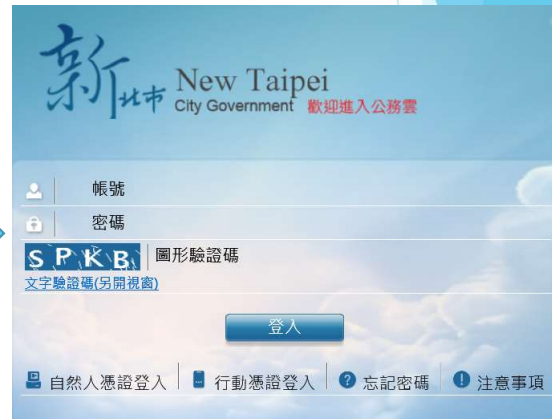 新北市 New Taipei
City Government 歡迎進入公務雲
帳號
密碼
SPKB 圖形驗證碼
文字驗證碼(另開視窗)
登入
自然人憑證登入 行動憑證登入 忘記密碼 注意事項